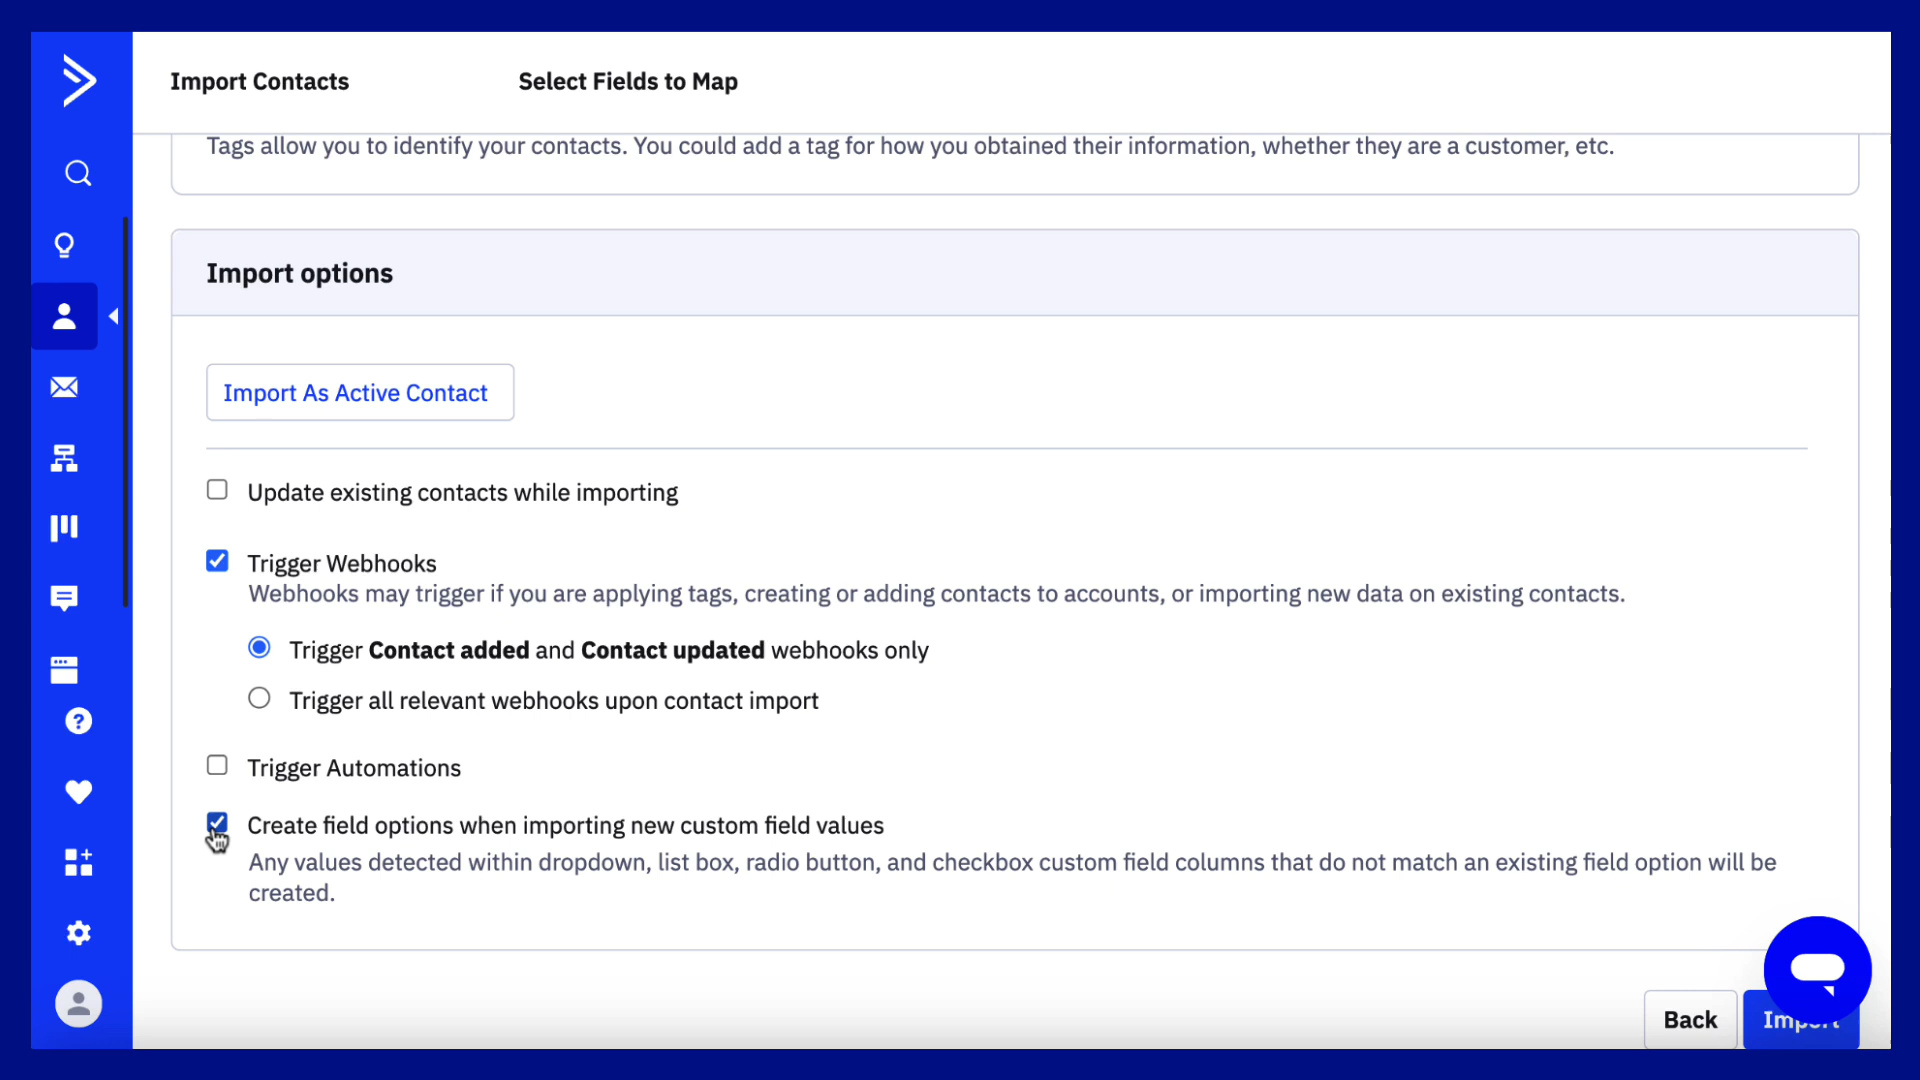 Import Contacts
Select Fields to Map
Tags allow you to identify your contacts. You could add a tag for how you obtained their information, whether they are a customer, etc.
Import options
Import As Active Contact
Update existing contacts while importing
Trigger Webhooks
Webhooks may trigger if you are applying tags, creating or adding contacts to accounts, or importing new data on existing contacts.
Trigger Contact added and Contact updated webhooks only
Trigger all relevant webhooks upon contact import
Trigger Automations
Create field options when importing new custom field values
Any values detected within dropdown, list box, radio button, and checkbox custom field columns that do not match an existing field option will be
created.
Back
Import